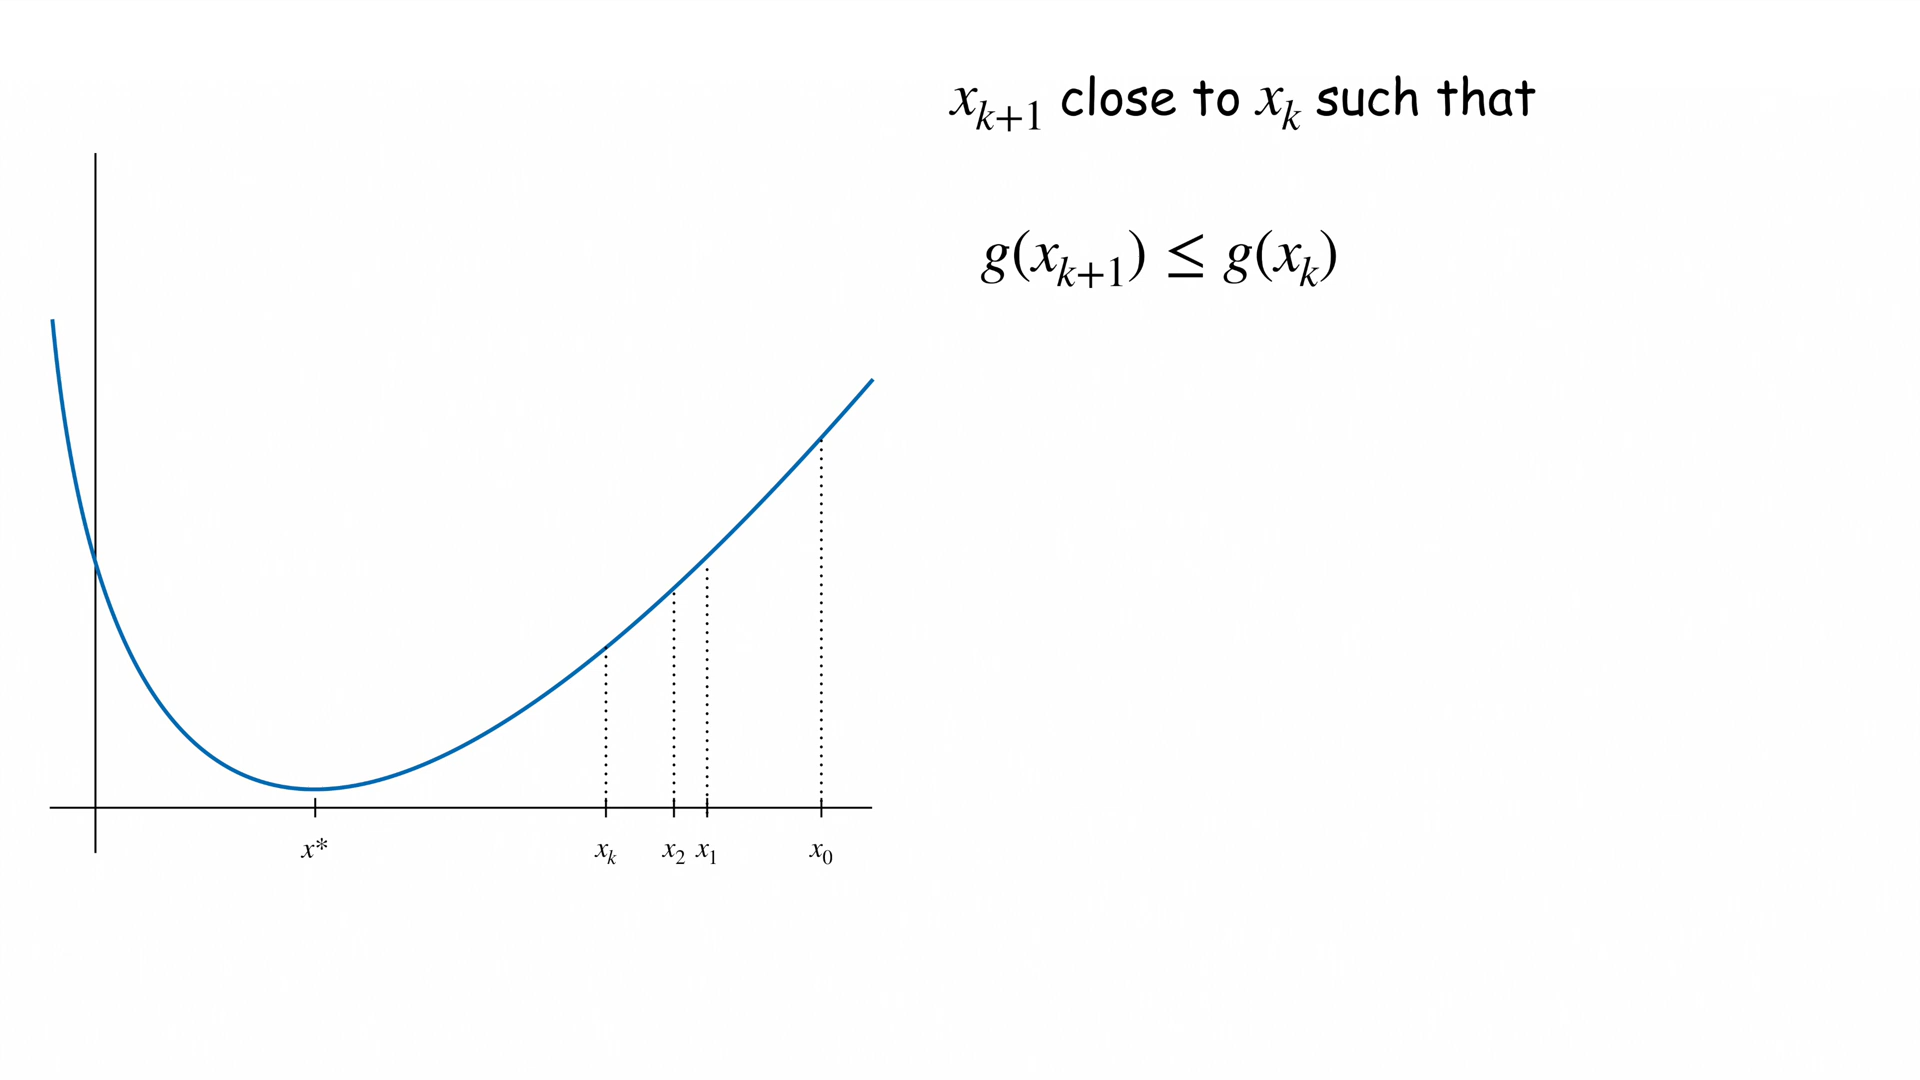 x_{k+1} close to x_k such that
g(x_{k+1}) ≤ g(x_k)
x* x_k x_2 x_1 x_0